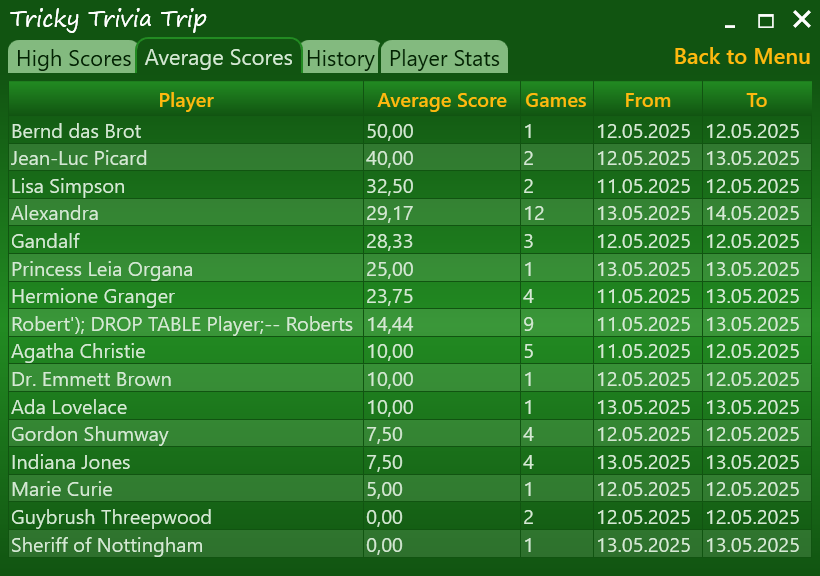 Tricky Trivia Trip
High Scores Average Scores History Player Stats Back to Menu
Player Average Score Games From To
Bernd das Brot 50,00 1 12.05.2025 12.05.2025
Jean-Luc Picard 40,00 2 12.05.2025 13.05.2025
Lisa Simpson 32,50 2 11.05.2025 12.05.2025
Alexandra 29,17 12 13.05.2025 14.05.2025
Gandalf 28,33 3 12.05.2025 12.05.2025
Princess Leia Organa 25,00 1 13.05.2025 13.05.2025
Hermione Granger 23,75 4 11.05.2025 13.05.2025
Robert'); DROP TABLE Player;-- Roberts 14,44 9 11.05.2025 13.05.2025
Agatha Christie 10,00 5 11.05.2025 12.05.2025
Dr. Emmett Brown 10,00 1 12.05.2025 12.05.2025
Ada Lovelace 10,00 1 13.05.2025 13.05.2025
Gordon Shumway 7,50 4 12.05.2025 12.05.2025
Indiana Jones 7,50 4 13.05.2025 13.05.2025
Marie Curie 5,00 1 12.05.2025 12.05.2025
Guybrush Threepwood 0,00 2 12.05.2025 12.05.2025
Sheriff of Nottingham 0,00 1 13.05.2025 13.05.2025